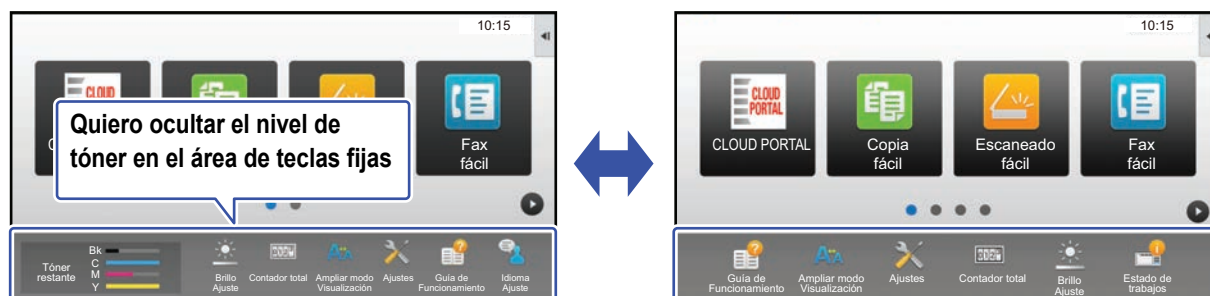 10:15
CLOUD
Quiero ocultar el nivel de
tóner en el área de teclas fijas
Fax
fácil
Tóner
restante
Bk
C
M
Y
Brillo
Ajuste
Contador total
Ampliar modo
Visualización
Ajustes
Guía de
Funcionamiento
Idioma
Ajuste
10:15
CLOUD
PORTAL
CLOUD PORTAL
Copia
fácil
Escaneado
fácil
Fax
fácil
Guía de
Funcionamiento
Ampliar modo
Visualización
Ajustes
Contador total
Brillo
Ajuste
Estado de
trabajos